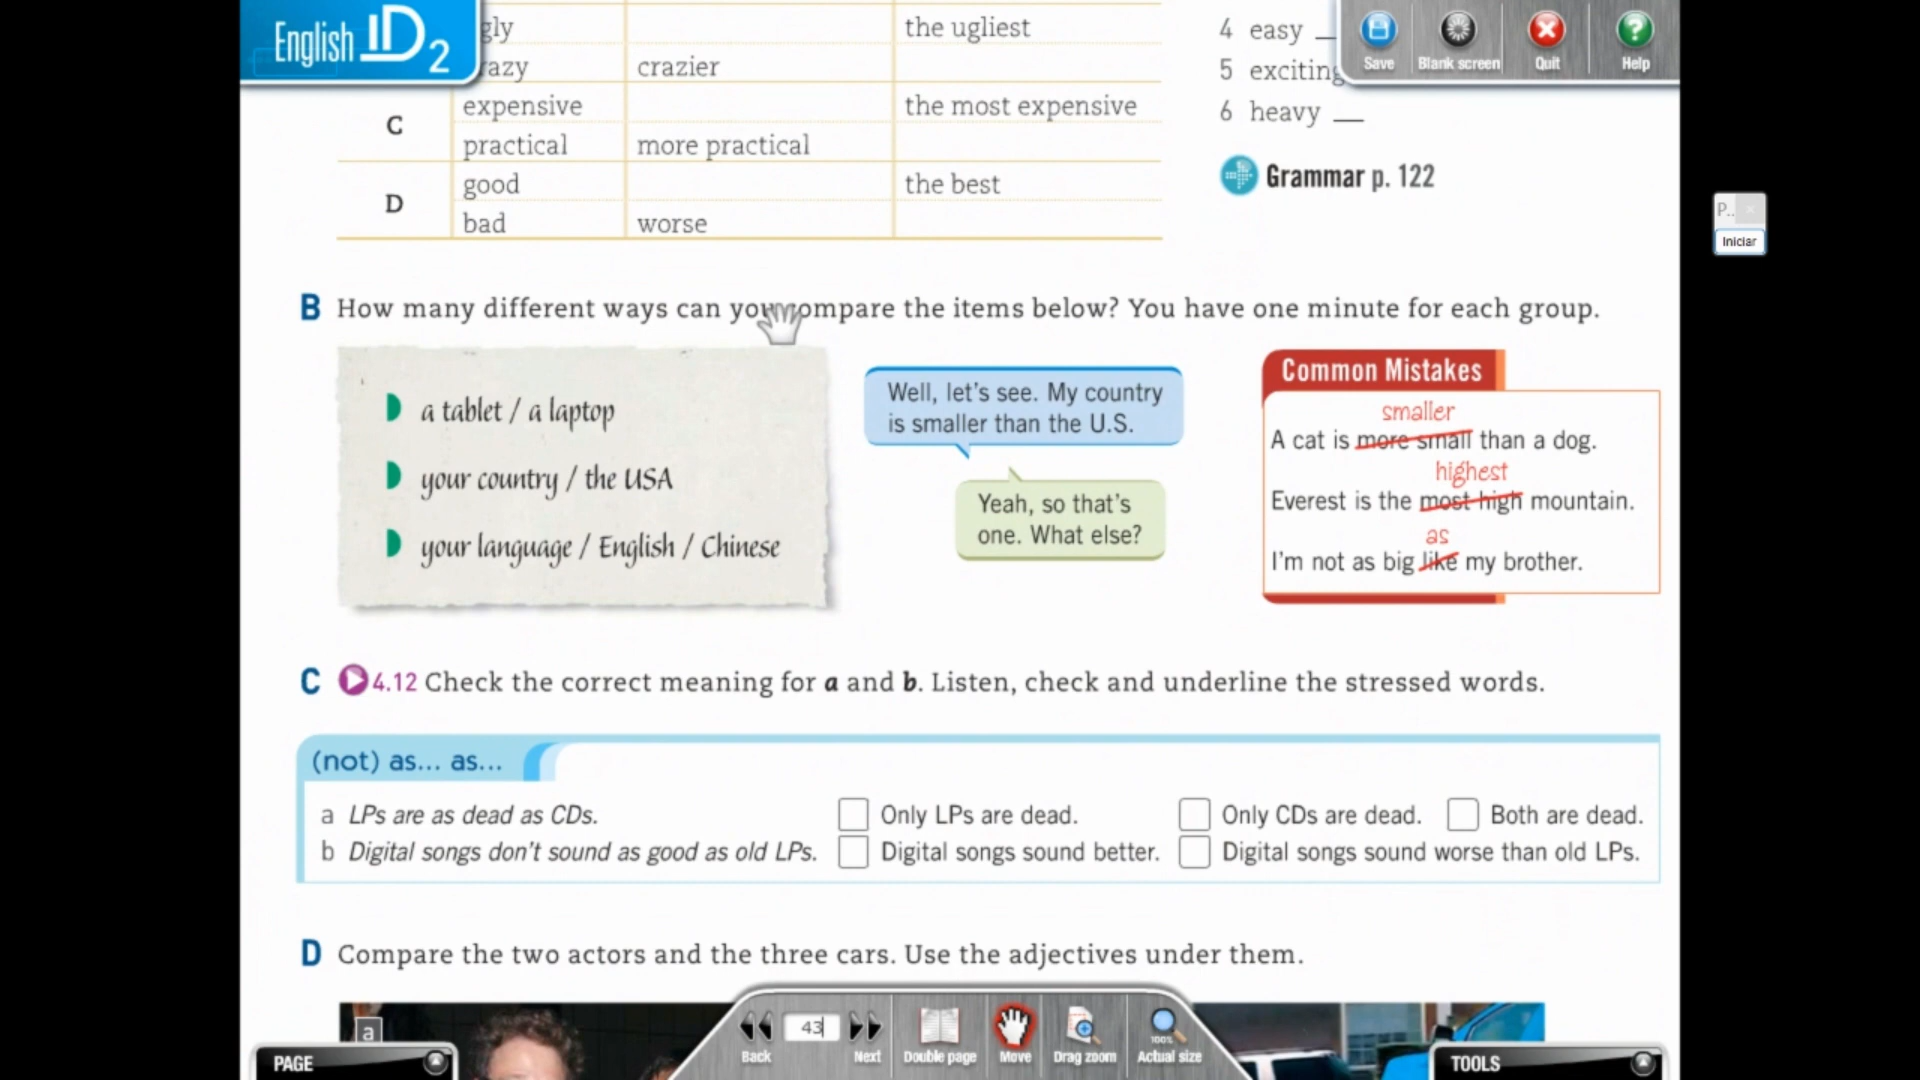 English ID 2
gly the ugliest
razy crazier
C
expensive the most expensive
practical more practical
D
good the best
bad worse
4 easy
5 exciting
6 heavy
Grammar p. 122
Save Blank screen Quit Help
P..
Iniciar
B How many different ways can you compare the items below? You have one minute for each group.
a tablet / a laptop
your country / the USA
your language / English / Chinese
Well, let's see. My country
is smaller than the U.S.
Yeah, so that's
one. What else?
Common Mistakes
smaller
A cat is more small than a dog.
highest
Everest is the most high mountain.
as
I'm not as big like my brother.
C 4.12 Check the correct meaning for a and b. Listen, check and underline the stressed words.
(not) as... as...
a LPs are as dead as CDs. Only LPs are dead. Only CDs are dead. Both are dead.
b Digital songs don't sound as good as old LPs. Digital songs sound better. Digital songs sound worse than old LPs.
D Compare the two actors and the three cars. Use the adjectives under them.
a
PAGE
43
Back Next Double page Move Drag zoom 100% Actual size
TOOLS